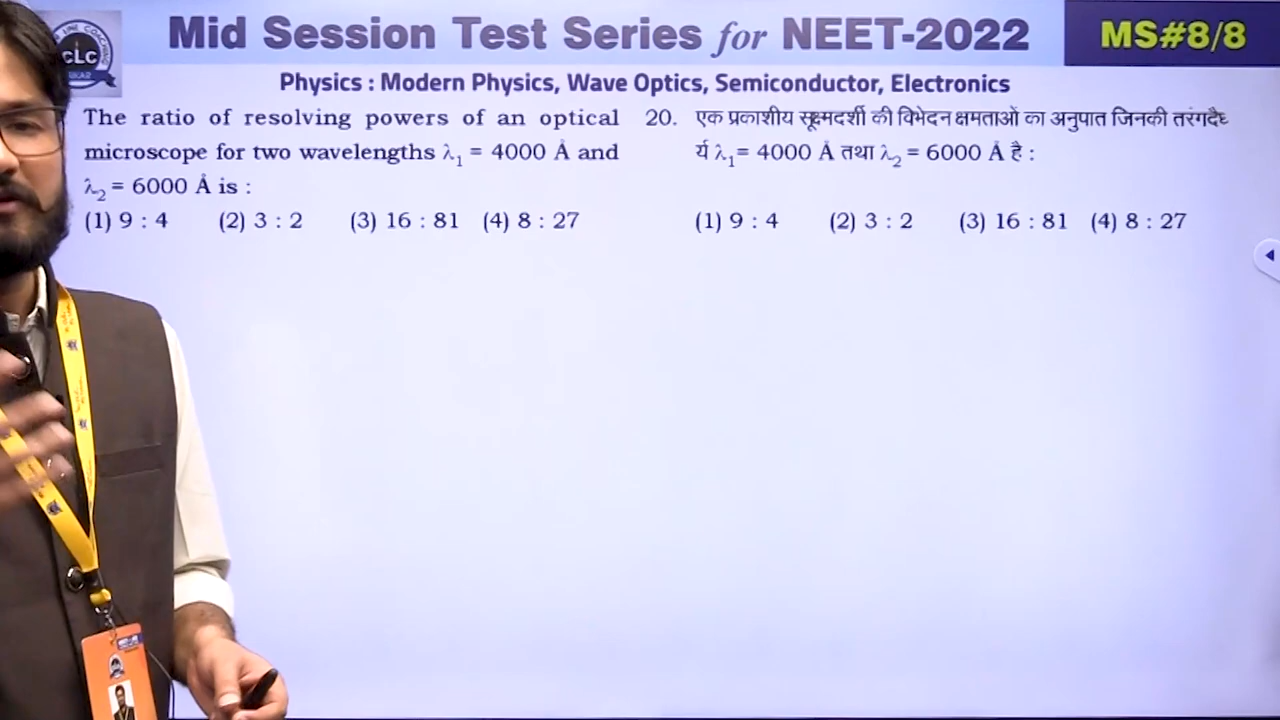 Mid Session Test Series for NEET-2022
MS#8/8
CLC
Physics : Modern Physics, Wave Optics, Semiconductor, Electronics
The ratio of resolving powers of an optical
microscope for two wavelengths λ₁ = 4000 Å and
λ₂ = 6000 Å is :
(1) 9 : 4 (2) 3 : 2 (3) 16 : 81 (4) 8 : 27
20. एक प्रकाशीय सूक्ष्मदर्शी की विभेदन क्षमताओं का अनुपात जिनकी तरंगदैध
र्य λ₁= 4000 Å तथा λ₂ = 6000 Å है :
(1) 9 : 4 (2) 3 : 2 (3) 16 : 81 (4) 8 : 27